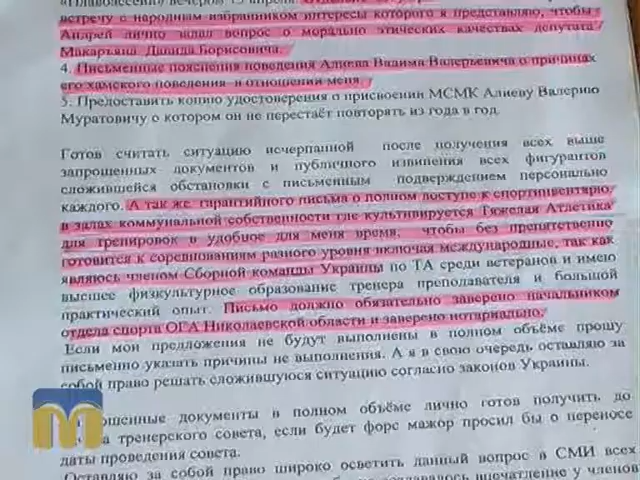 встречу с народным избранником интересы которого я представляю, чтобы
Андрей лично задал вопрос о морально этических качествах депутата
Макарьяна Давида Борисовича.
4. Письменные пояснения поведения Алиева Вадима Валерьевича о причинах
его хамского поведения в отношении меня.
5. Предоставить копию удостоверения о присвоении МСМК Алиеву Валерию
Муратовичу о котором он не перестаёт повторять из года в год.
Готов считать ситуацию исчерпанной после получения всех выше
запрошенных документов и публичного извинения всех фигурантов
сложившейся обстановки с письменным подтверждением персонально
каждого. А так же гарантийного письма о полном доступе к спортинвентарю
в залах коммунальной собственности где культивируется Тяжелая Атлетика
для тренировок в удобное для меня время, чтобы без препятственно
готовится к соревнованиям разного уровня включая международные, так как
являюсь членом Сборной команды Украины по ТА среди ветеранов и имею
высшее физкультурное образование тренера преподавателя и большой
практический опыт. Письмо должно обязательно заверено начальником
отдела спорта ОГА Николаевской области и заверено нотариально.
Если мои предложения не будут выполнены в полном объёме прошу
письменно указать причины не выполнения. А я в свою очередь оставляю за
собой право решать сложившуюся ситуацию согласно законов Украины.
документы в полном объёме лично готов получить до
тренерского совета, если будет форс мажор просил бы о переносе
даты проведения совета.
Оставляю за собой право широко осветить данный вопрос в СМИ всех
впечатление у членов